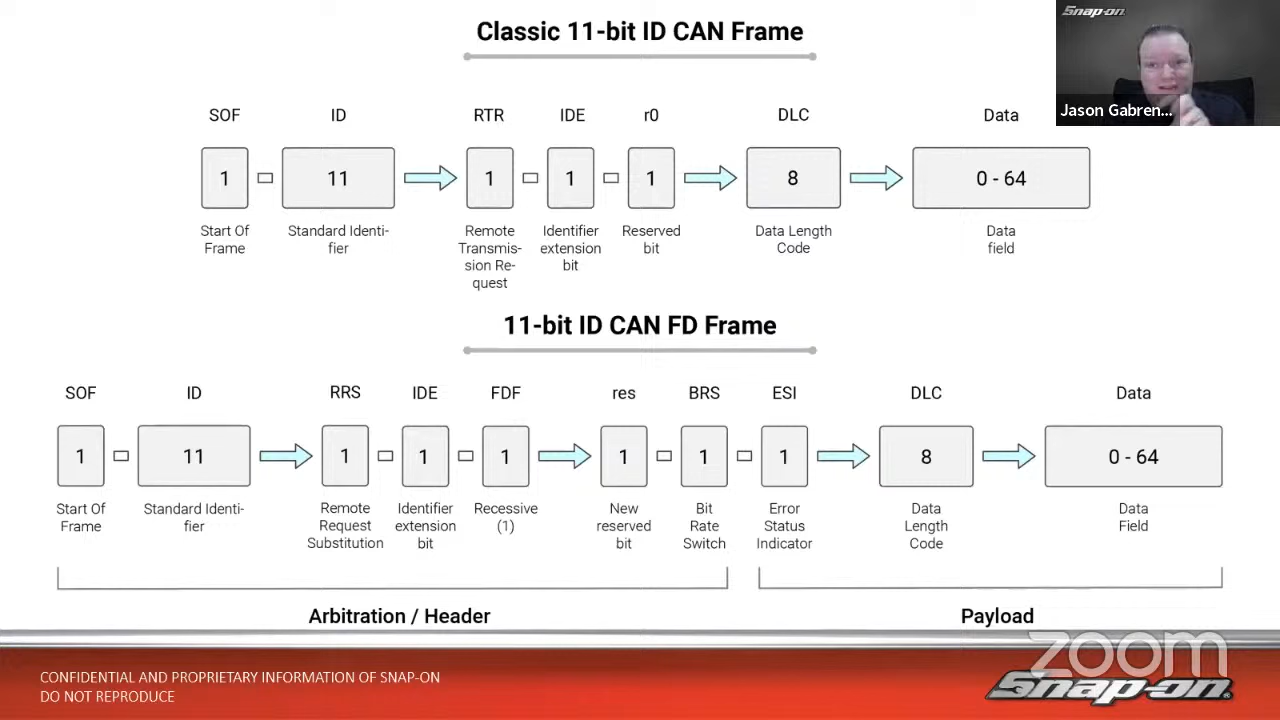 Classic 11-bit ID CAN Frame
Snap-on
Jason Gabren...
SOF ID RTR IDE r0 DLC Data
1 11 1 1 1 8 0 - 64
Start Of
Frame
Standard Identi-
fier
Remote
Transmis-
sion Re-
quest
Identifier
extension
bit
Reserved
bit
Data Length
Code
Data
field
11-bit ID CAN FD Frame
SOF ID RRS IDE FDF res BRS ESI DLC Data
1 11 1 1 1 1 1 1 8 0 - 64
Start Of
Frame
Standard Identi-
fier
Remote
Request
Substitution
Identifier
extension
bit
Recessive
(1)
New
reserved
bit
Bit
Rate
Switch
Error
Status
Indicator
Data
Length
Code
Data
Field
Arbitration / Header
Payload
zoom
CONFIDENTIAL AND PROPRIETARY INFORMATION OF SNAP-ON
DO NOT REPRODUCE
Snap-on®